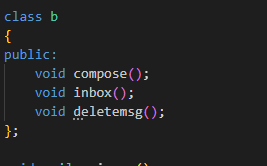 class b
{
public:
    void compose();
    void inbox();
    void deletemsg();
};